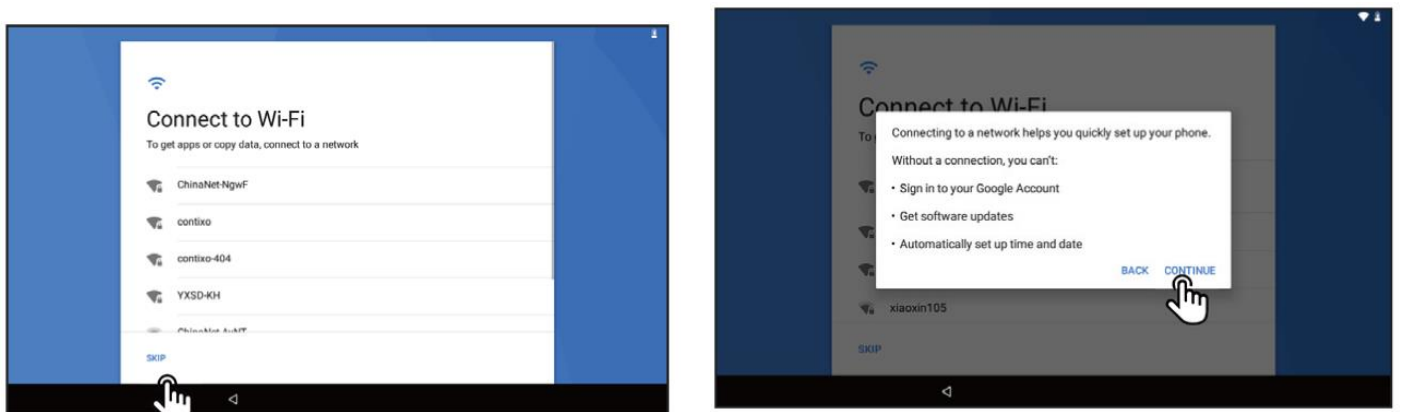 Connect to Wi-Fi
To get apps or copy data, connect to a network
ChinaNet-NgwF
contixo
contixo-404
YXSD-KH
SKIP
Connect to Wi-Fi
To
Connecting to a network helps you quickly set up your phone.
Without a connection, you can't:
• Sign in to your Google Account
• Get software updates
• Automatically set up time and date
BACK CONTINUE
xiaoxin105
SKIP